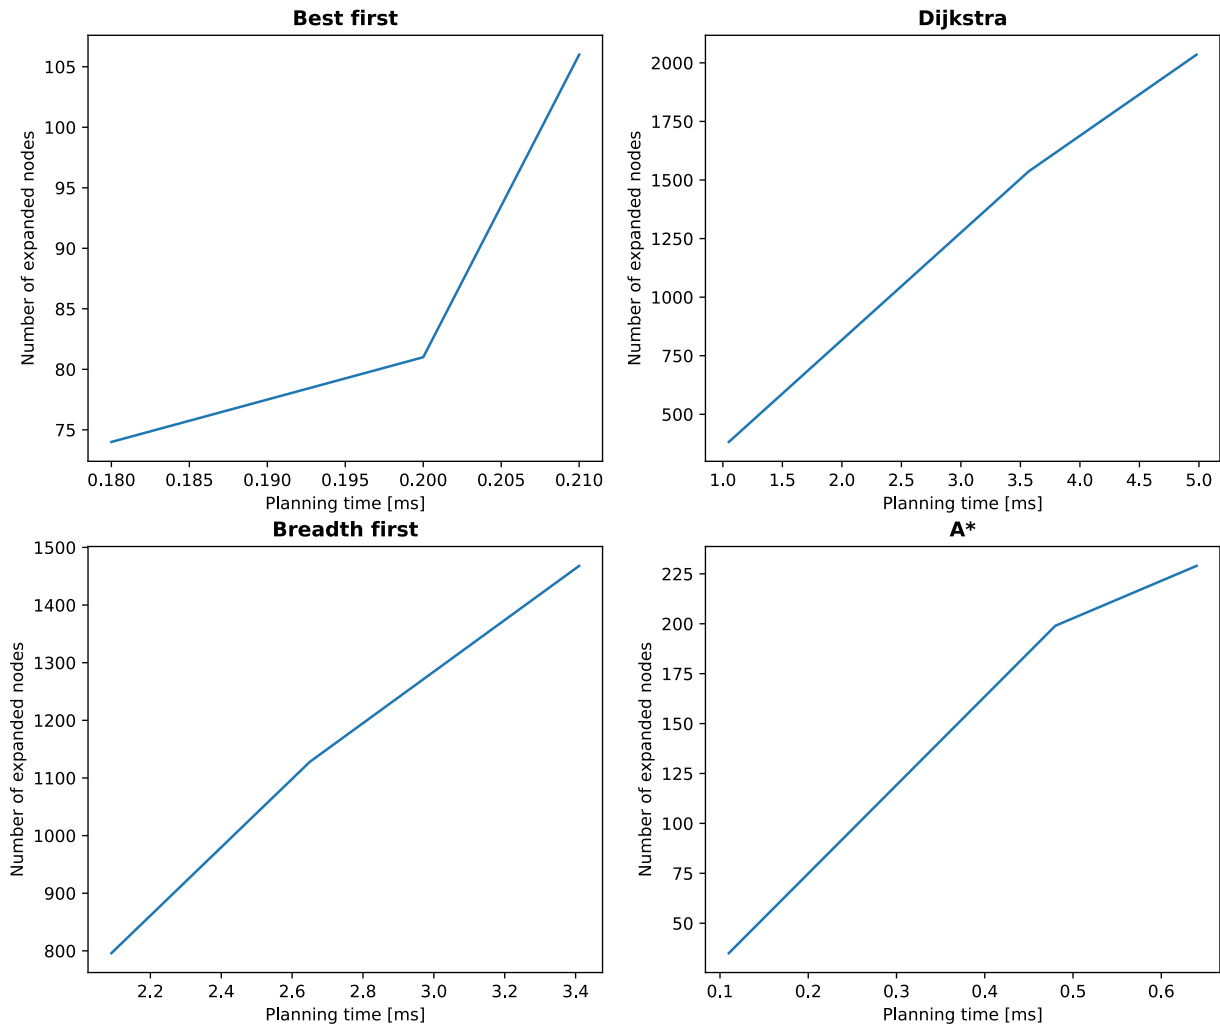 Best first
Number of expanded nodes
105
100
95
90
85
80
75
0.180 0.185 0.190 0.195 0.200 0.205 0.210
Planning time [ms]
Dijkstra
Number of expanded nodes
2000
1750
1500
1250
1000
750
500
1.0 1.5 2.0 2.5 3.0 3.5 4.0 4.5 5.0
Planning time [ms]
Breadth first
Number of expanded nodes
1500
1400
1300
1200
1100
1000
900
800
2.2 2.4 2.6 2.8 3.0 3.2 3.4
Planning time [ms]
A*
Number of expanded nodes
225
200
175
150
125
100
75
50
0.1 0.2 0.3 0.4 0.5 0.6
Planning time [ms]